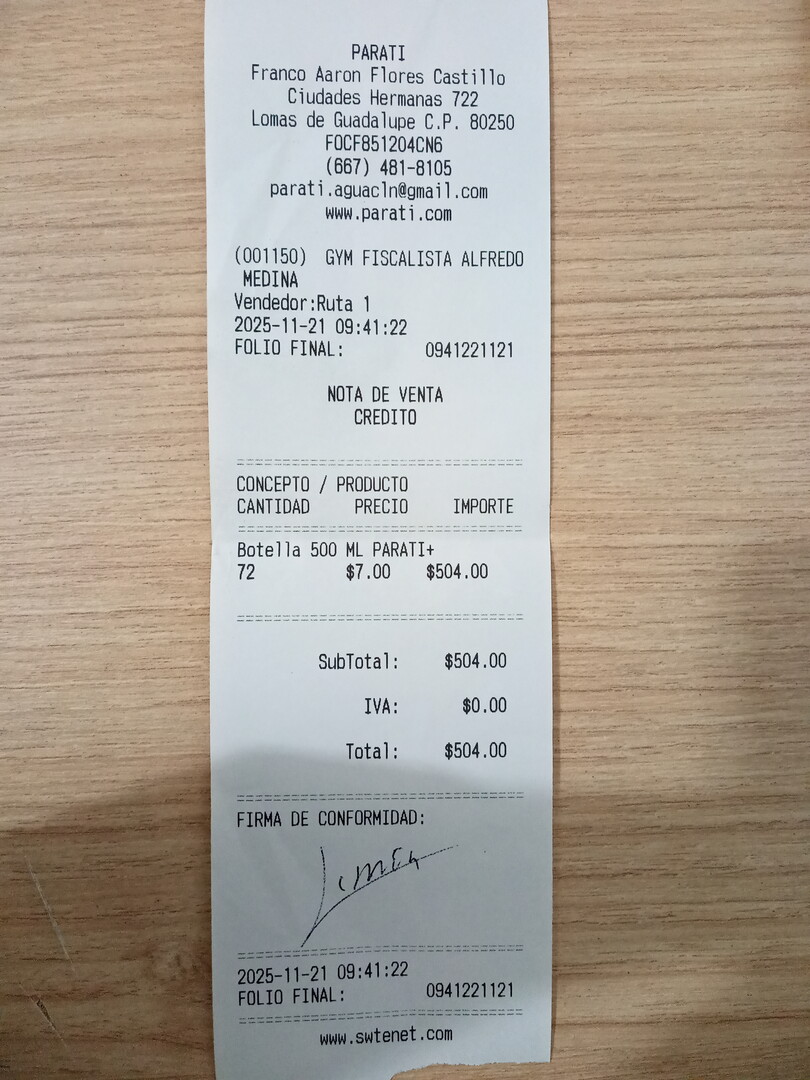 PARATI
Franco Aaron Flores Castillo
Ciudades Hermanas 722
Lomas de Guadalupe C.P. 80250
FOCF851204CN6
(667) 481-8105
parati.aguacln@gmail.com
www.parati.com
(001150) GYM FISCALISTA ALFREDO
MEDINA
Vendedor:Ruta 1
2025-11-21 09:41:22
FOLIO FINAL: 0941221121
NOTA DE VENTA
CREDITO
CONCEPTO / PRODUCTO
CANTIDAD PRECIO IMPORTE
Botella 500 ML PARATI+
72 $7.00 $504.00
SubTotal: $504.00
IVA: $0.00
Total: $504.00
FIRMA DE CONFORMIDAD:
2025-11-21 09:41:22
FOLIO FINAL: 0941221121
www.swtenet.com